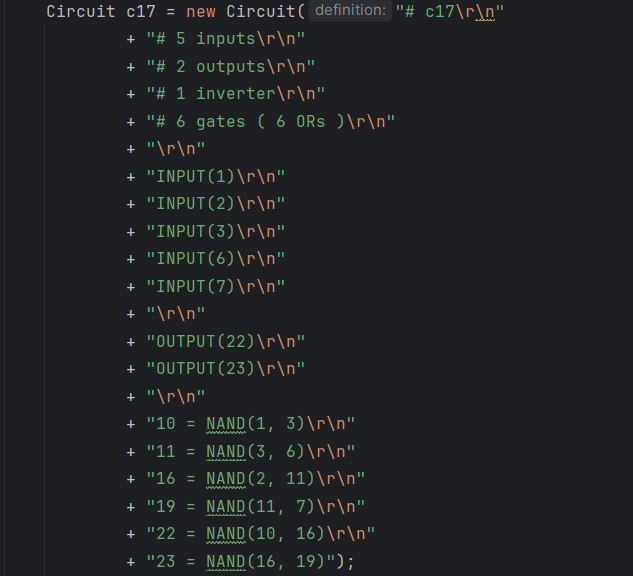 Circuit c17 = new Circuit( definition: "# c17\r\n"
+ "# 5 inputs\r\n"
+ "# 2 outputs\r\n"
+ "# 1 inverter\r\n"
+ "# 6 gates ( 6 ORs )\r\n"
+ "\r\n"
+ "INPUT(1)\r\n"
+ "INPUT(2)\r\n"
+ "INPUT(3)\r\n"
+ "INPUT(6)\r\n"
+ "INPUT(7)\r\n"
+ "\r\n"
+ "OUTPUT(22)\r\n"
+ "OUTPUT(23)\r\n"
+ "\r\n"
+ "10 = NAND(1, 3)\r\n"
+ "11 = NAND(3, 6)\r\n"
+ "16 = NAND(2, 11)\r\n"
+ "19 = NAND(11, 7)\r\n"
+ "22 = NAND(10, 16)\r\n"
+ "23 = NAND(16, 19)");